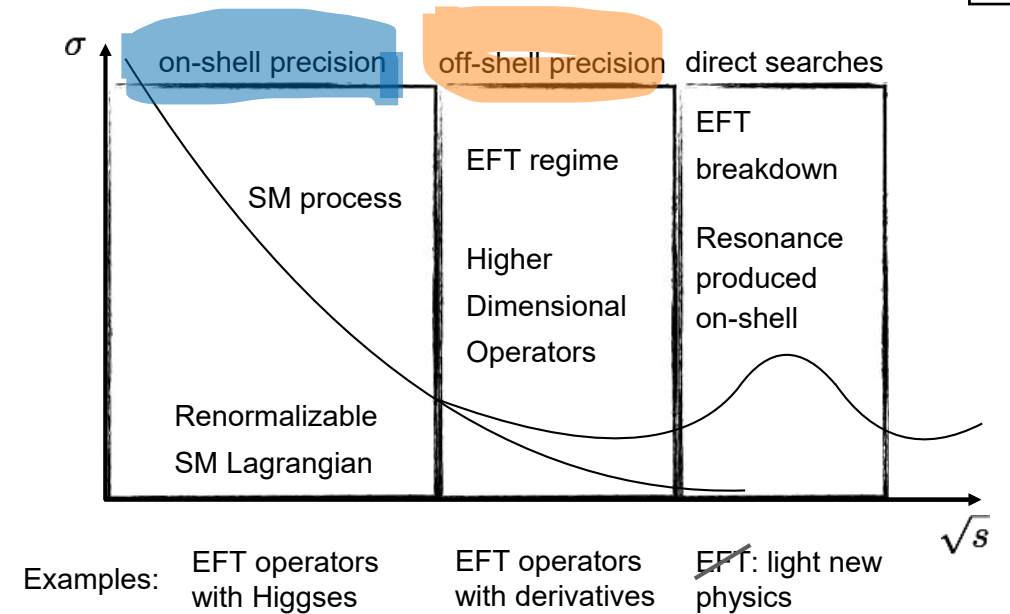 σ
on-shell precision
off-shell precision
direct searches
SM process
Renormalizable
SM Lagrangian
EFT regime
Higher
Dimensional
Operators
EFT
breakdown
Resonance
produced
on-shell
√s
Examples:
EFT operators
with Higgses
EFT operators
with derivatives
EFT: light new
physics